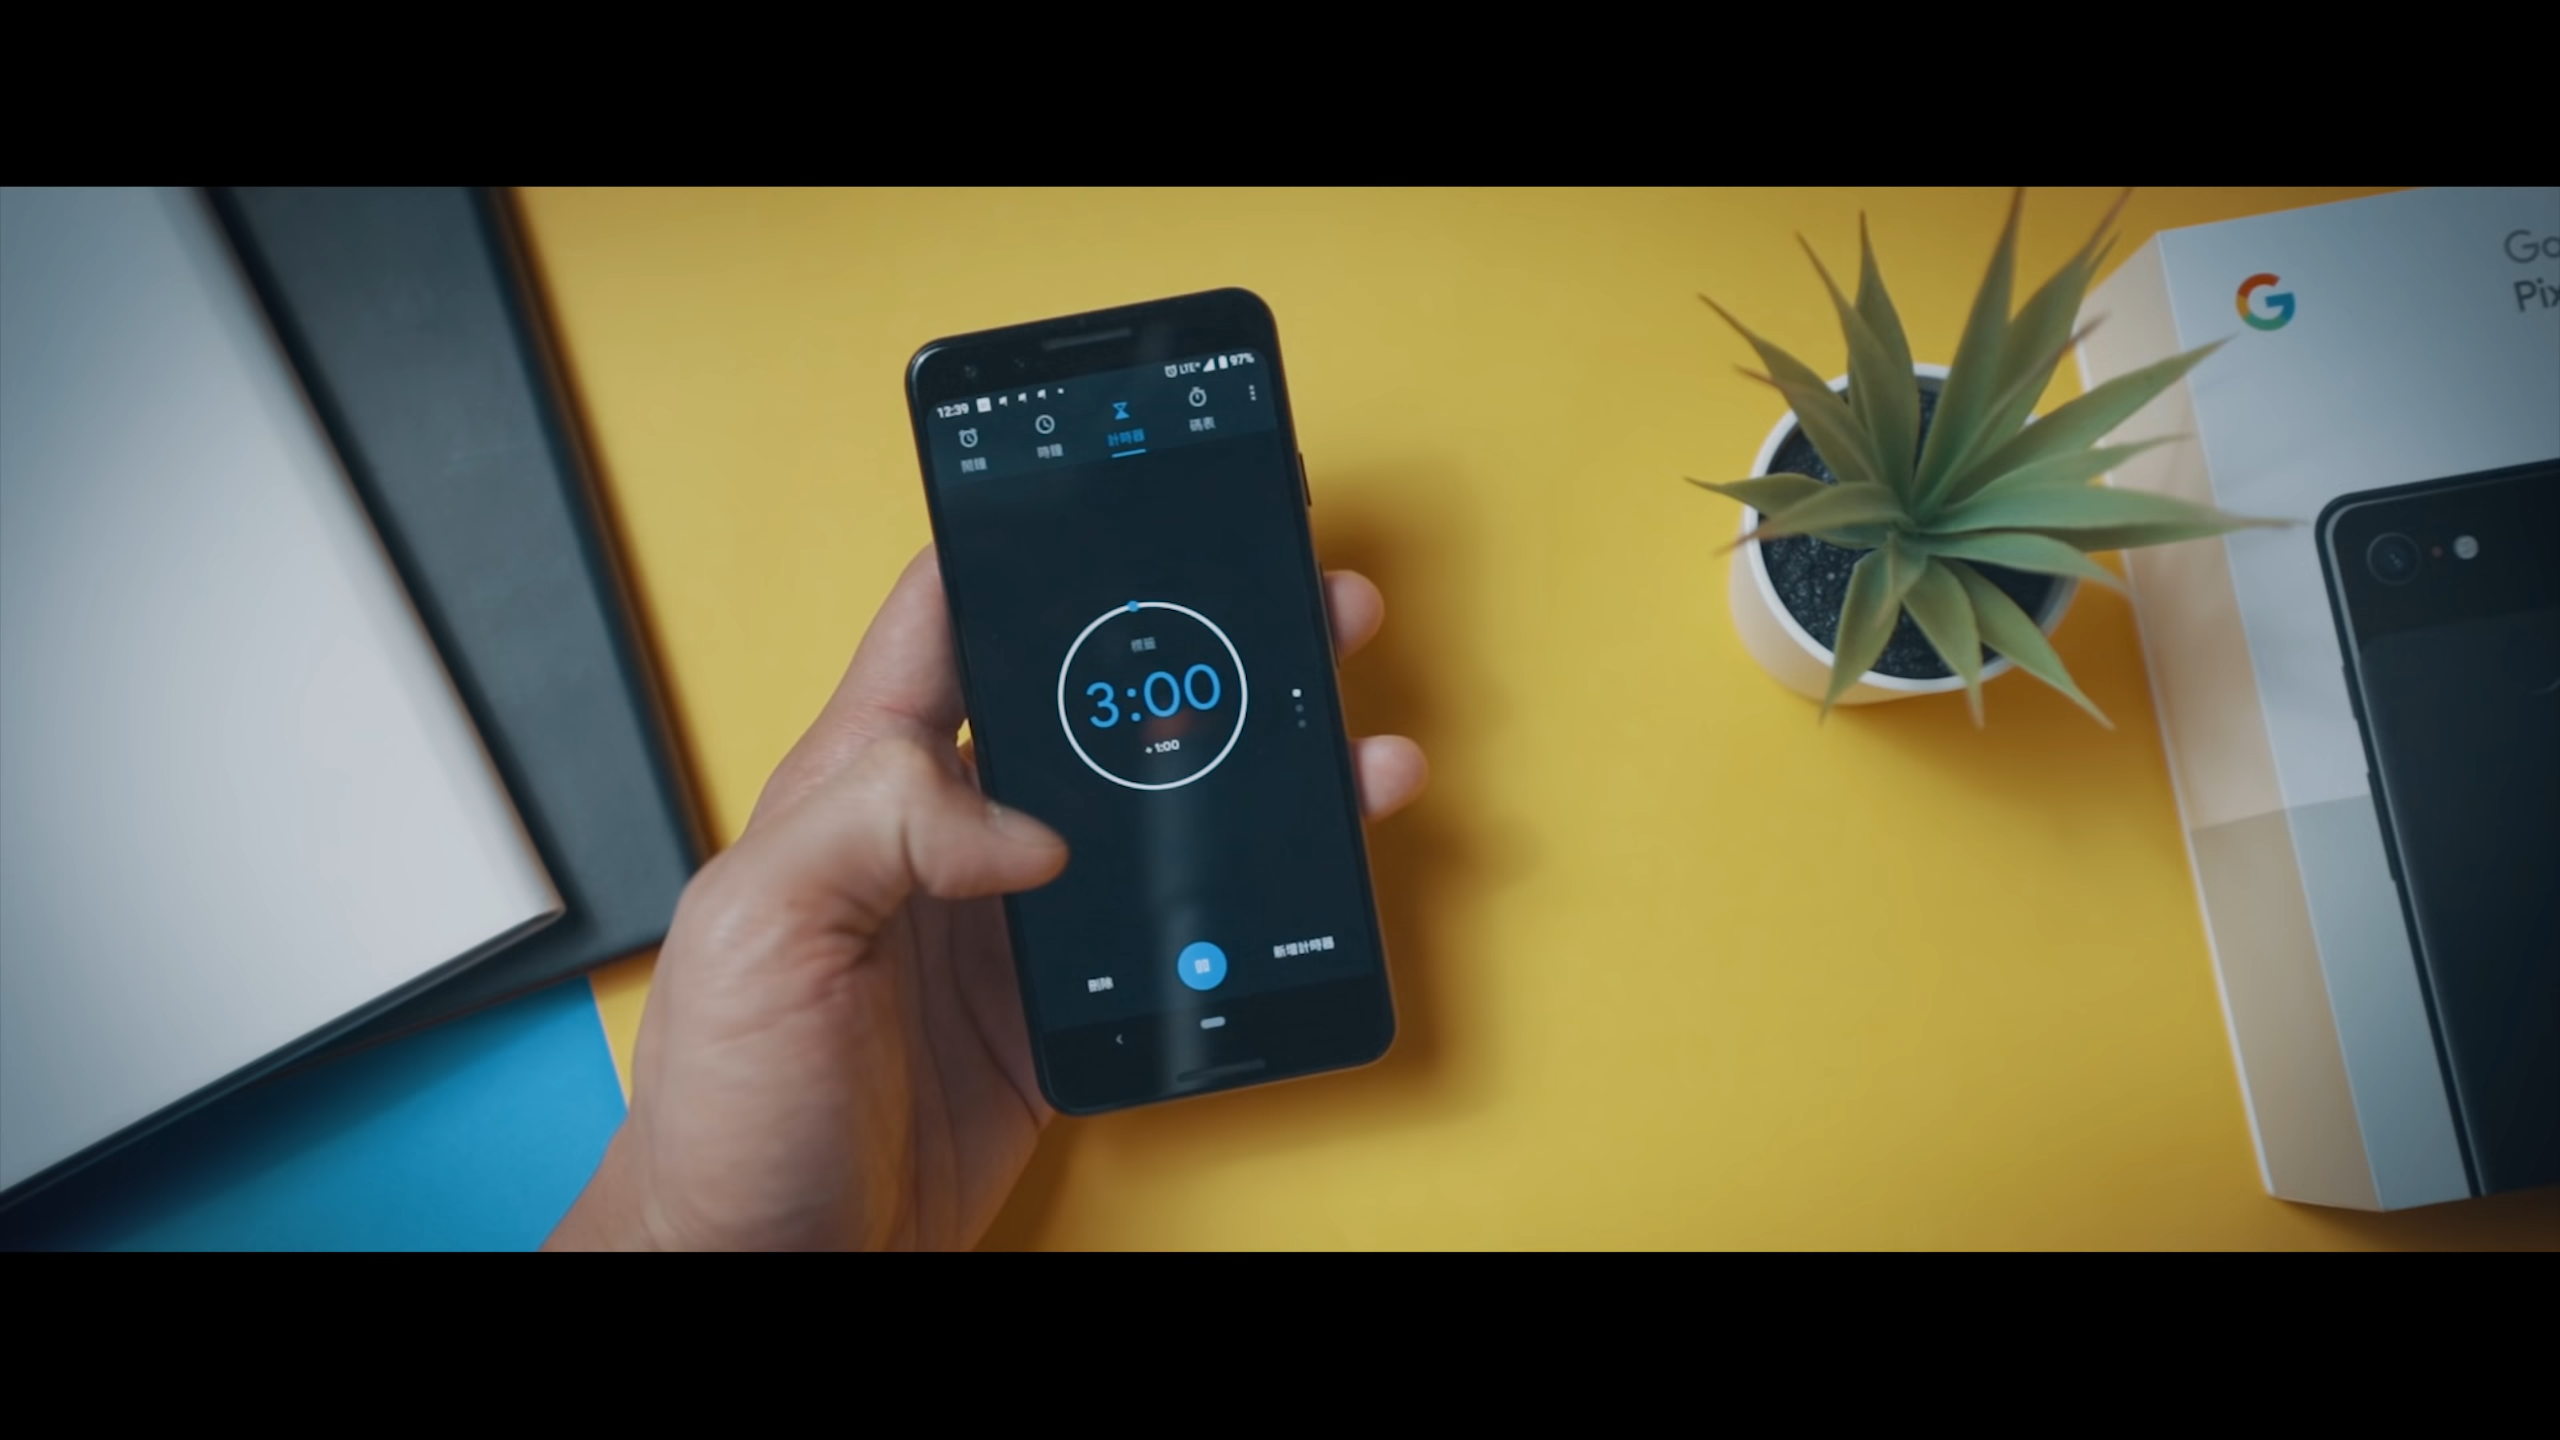 12:39 LTE+ 97%
鬧鐘 時鐘 計時器 碼表
標籤
3:00
+ 1:00
刪除 新增計時器
G
Go
Pix